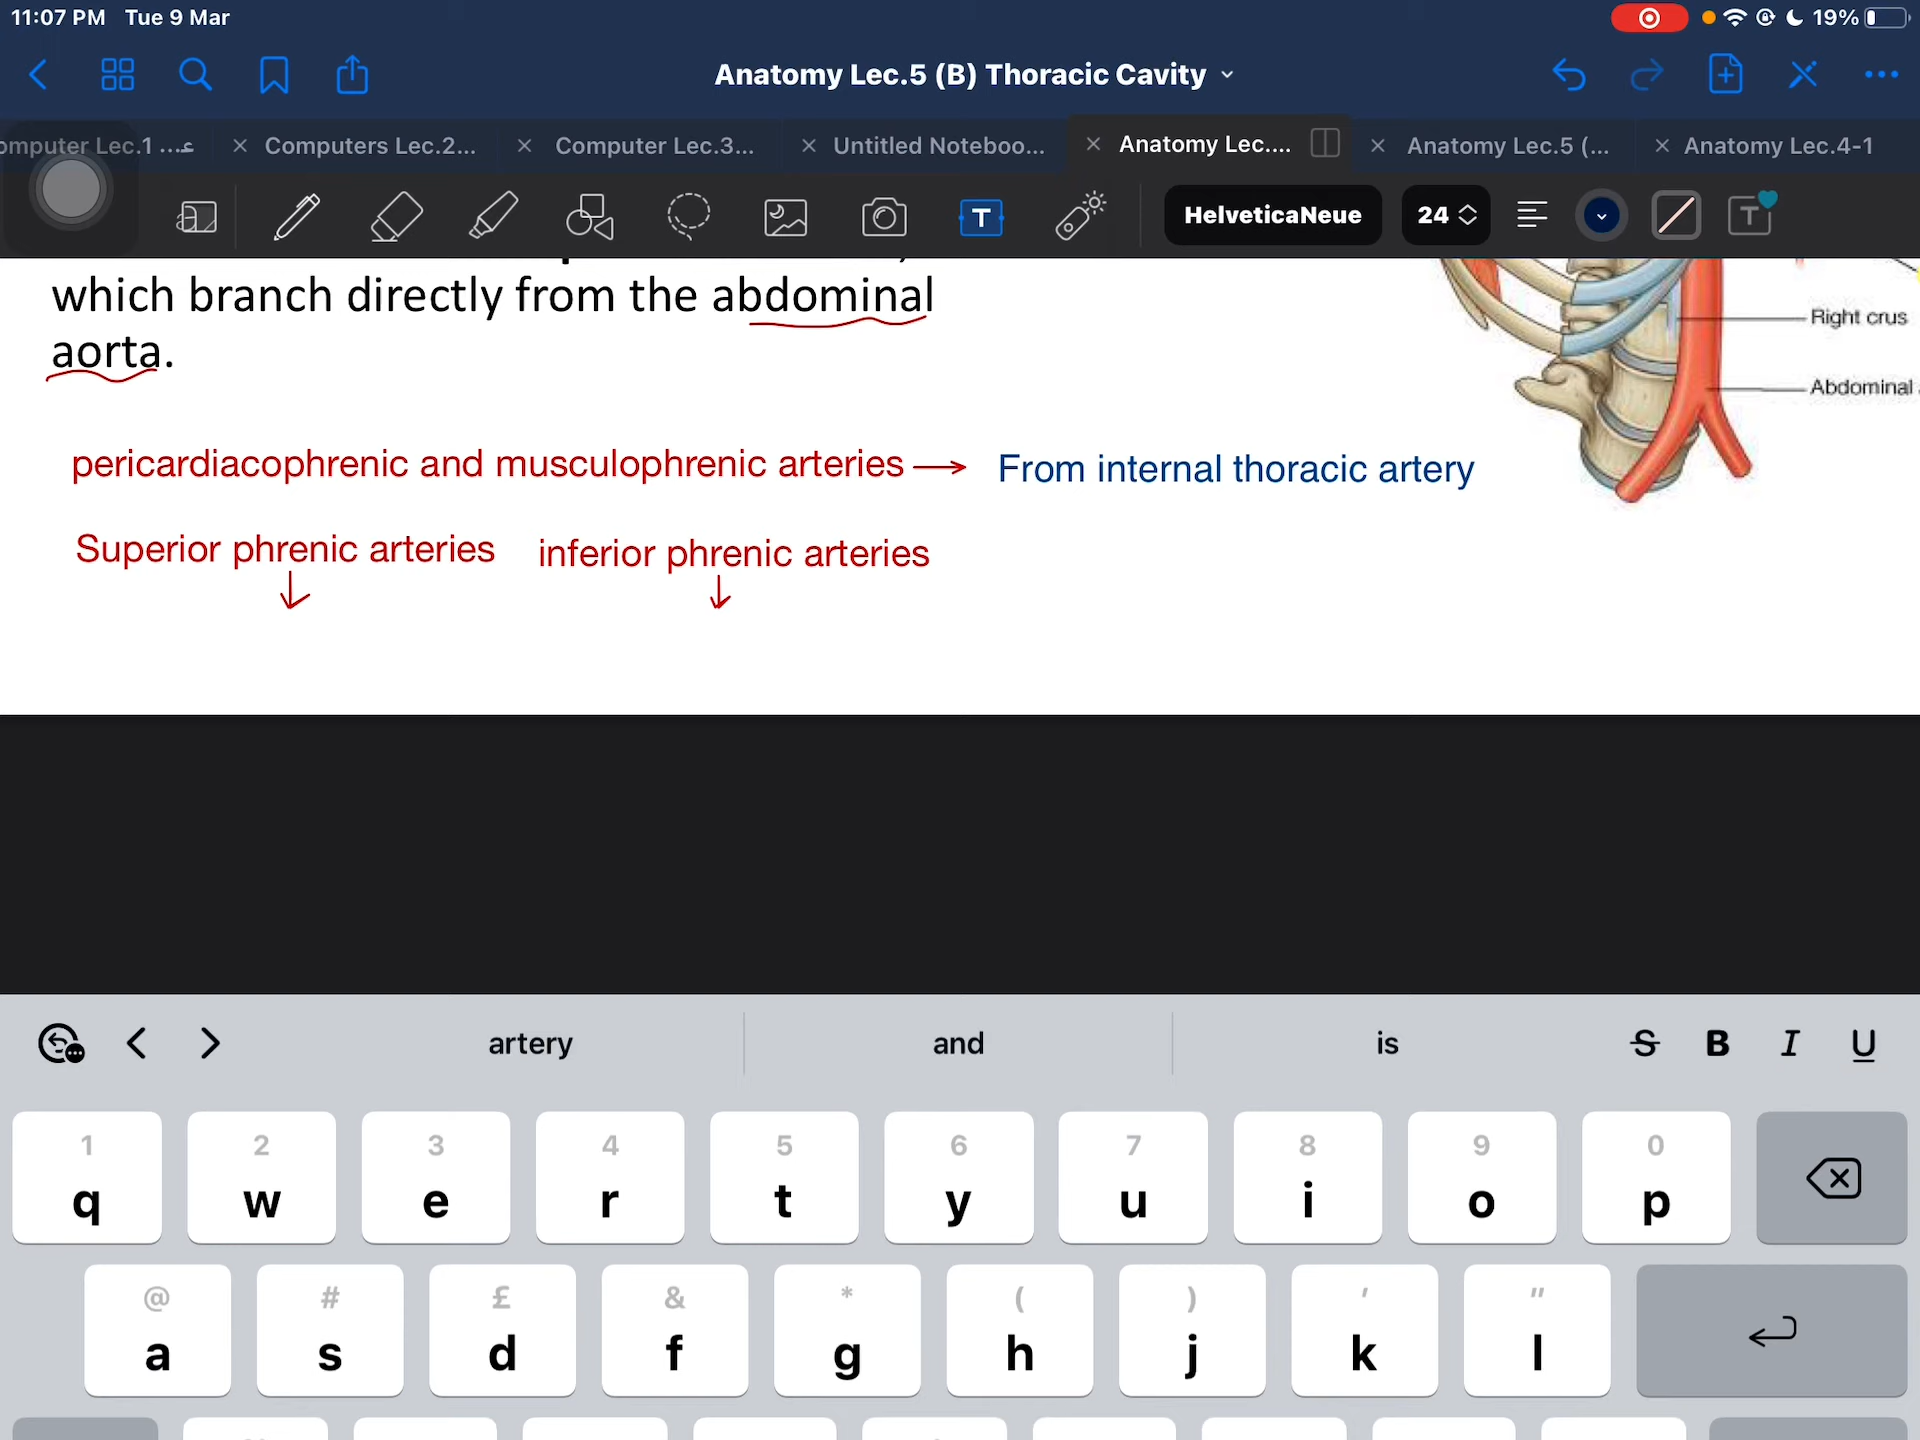 11:07 PM Tue 9 Mar
19%
Anatomy Lec.5 (B) Thoracic Cavity
omputer Lec.1 ...ع
Computers Lec.2...
Computer Lec.3...
Untitled Noteboo...
Anatomy Lec....
Anatomy Lec.5 (...
Anatomy Lec.4-1
a
T
HelveticaNeue
24
T
which branch directly from the abdominal
aorta.
Right crus
Abdominal
pericardiacophrenic and musculophrenic arteries
From internal thoracic artery
Superior phrenic arteries
inferior phrenic arteries
artery
and
is
S B I U
1 2 3 4 5 6 7 8 9 0
q w e r t y u i o p
@ # £ & * ( ) ' "
a s d f g h j k l